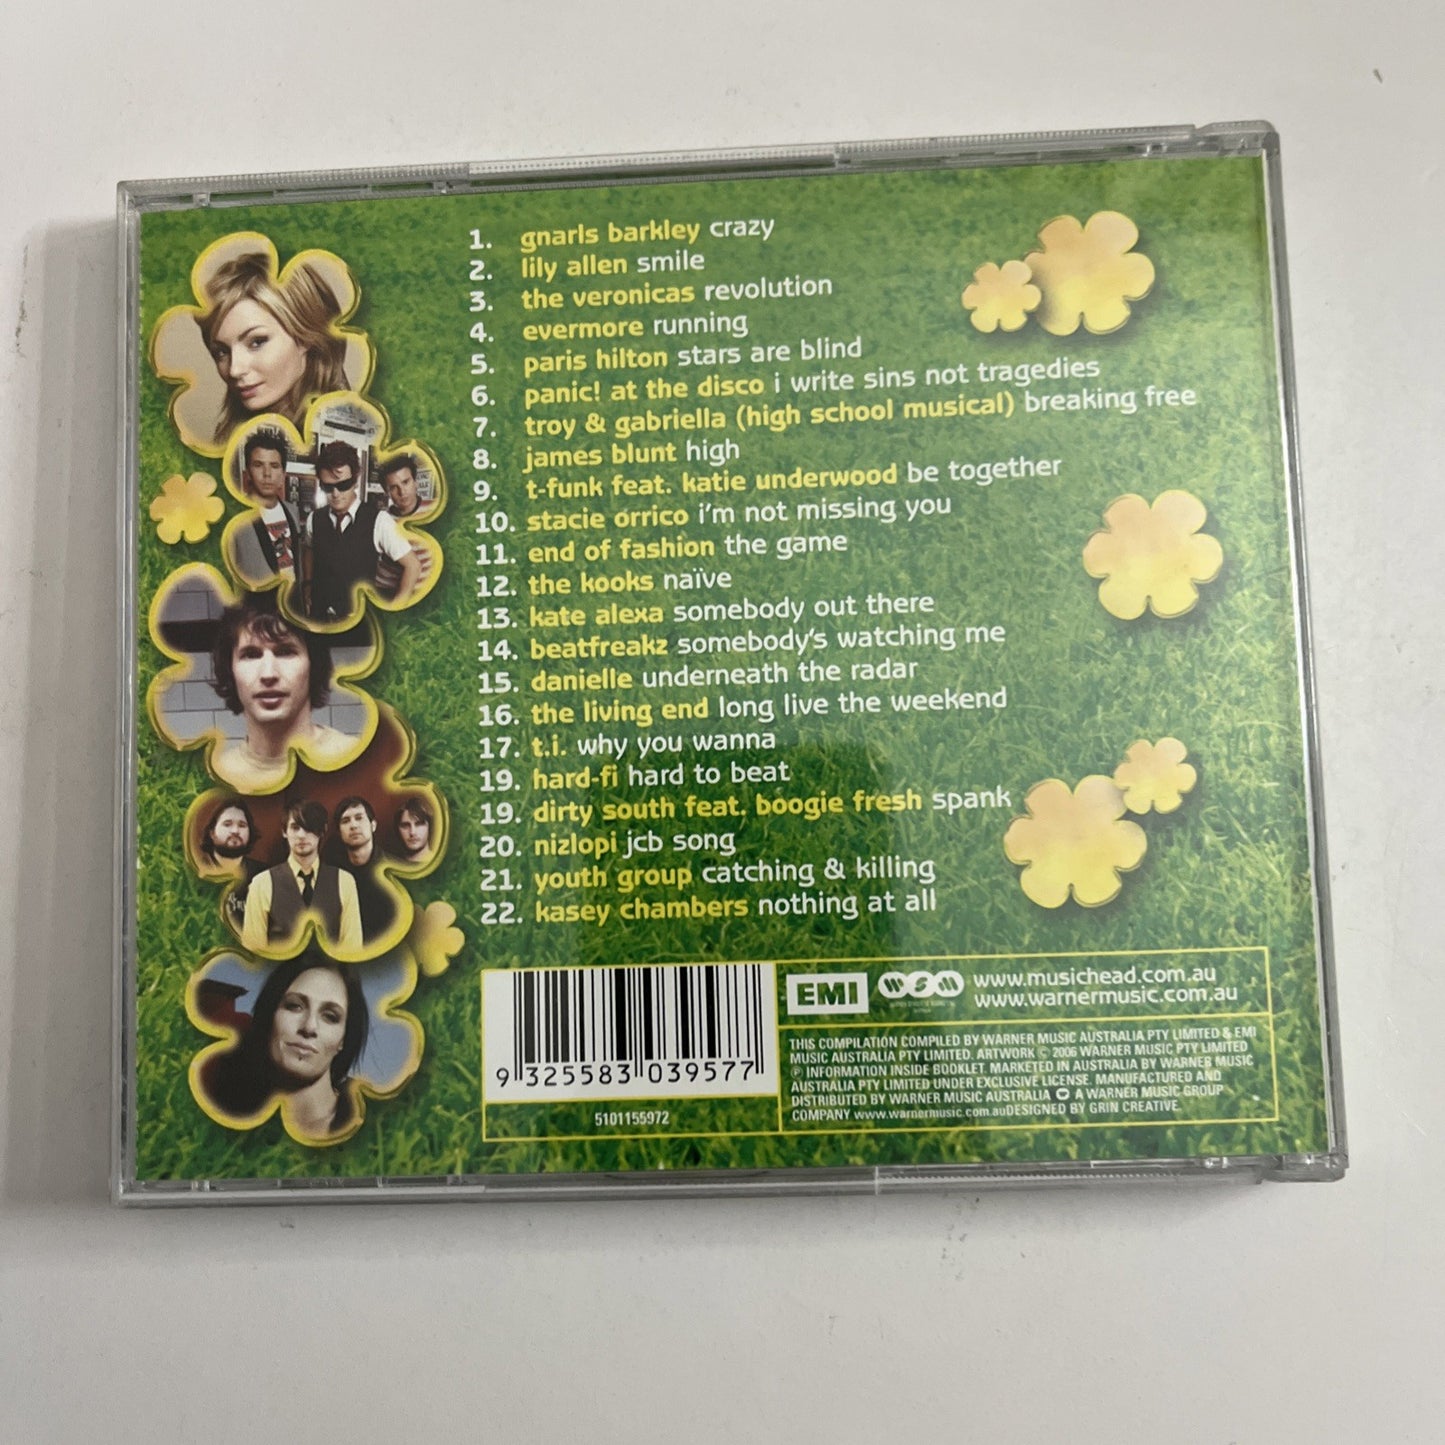 1. gnarls barkley crazy
2. lily allen smile
3. the veronicas revolution
4. evermore running
5. paris hilton stars are blind
6. panic! at the disco i write sins not tragedies
7. troy & gabriella (high school musical) breaking free
8. james blunt high
9. t-funk feat. katie underwood be together
10. stacie orrico i'm not missing you
11. end of fashion the game
12. the kooks naïve
13. kate alexa somebody out there
14. beatfreakz somebody's watching me
15. danielle underneath the radar
16. the living end long live the weekend
17. t.i. why you wanna
19. hard-fi hard to beat
19. dirty south feat. boogie fresh spank
20. nizlopi jcb song
21. youth group catching & killing
22. kasey chambers nothing at all
9 325583 039577
5101155972
EMI
WSM
www.musichead.com.au
www.warnermusic.com.au
THIS COMPILATION COMPILED BY WARNER MUSIC AUSTRALIA PTY LIMITED & EMI
MUSIC AUSTRALIA PTY LIMITED. ARTWORK © 2006 WARNER MUSIC PTY LIMITED
℗ INFORMATION INSIDE BOOKLET. MARKETED IN AUSTRALIA BY WARNER MUSIC
AUSTRALIA PTY LIMITED UNDER EXCLUSIVE LICENSE. MANUFACTURED AND
DISTRIBUTED BY WARNER MUSIC AUSTRALIA A WARNER MUSIC GROUP
COMPANY www.warnermusic.com.auDESIGNED BY GRIN CREATIVE.